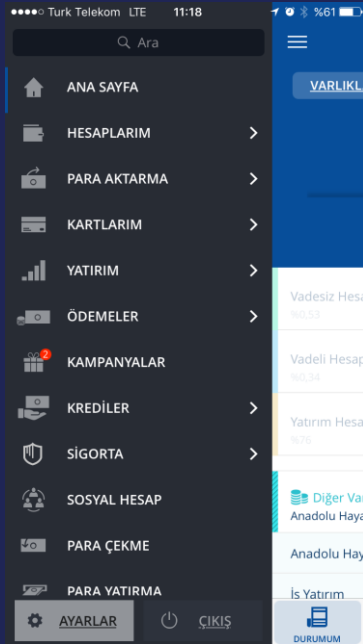 Turk Telekom LTE 11:18 %61
Ara
ANA SAYFA
VARLIKL
HESAPLARIM
PARA AKTARMA
KARTLARIM
YATIRIM
Vadesiz Hesa
%0,53
ÖDEMELER
Vadeli Hesap
%0,34
2
KAMPANYALAR
KREDİLER
Yatırım Hesa
%76
SİGORTA
SOSYAL HESAP
Diğer Va
Anadolu Haya
PARA ÇEKME
Anadolu Hay
PARA YATIRMA
İş Yatırım
AYARLAR
ÇIKIŞ
DURUMUM